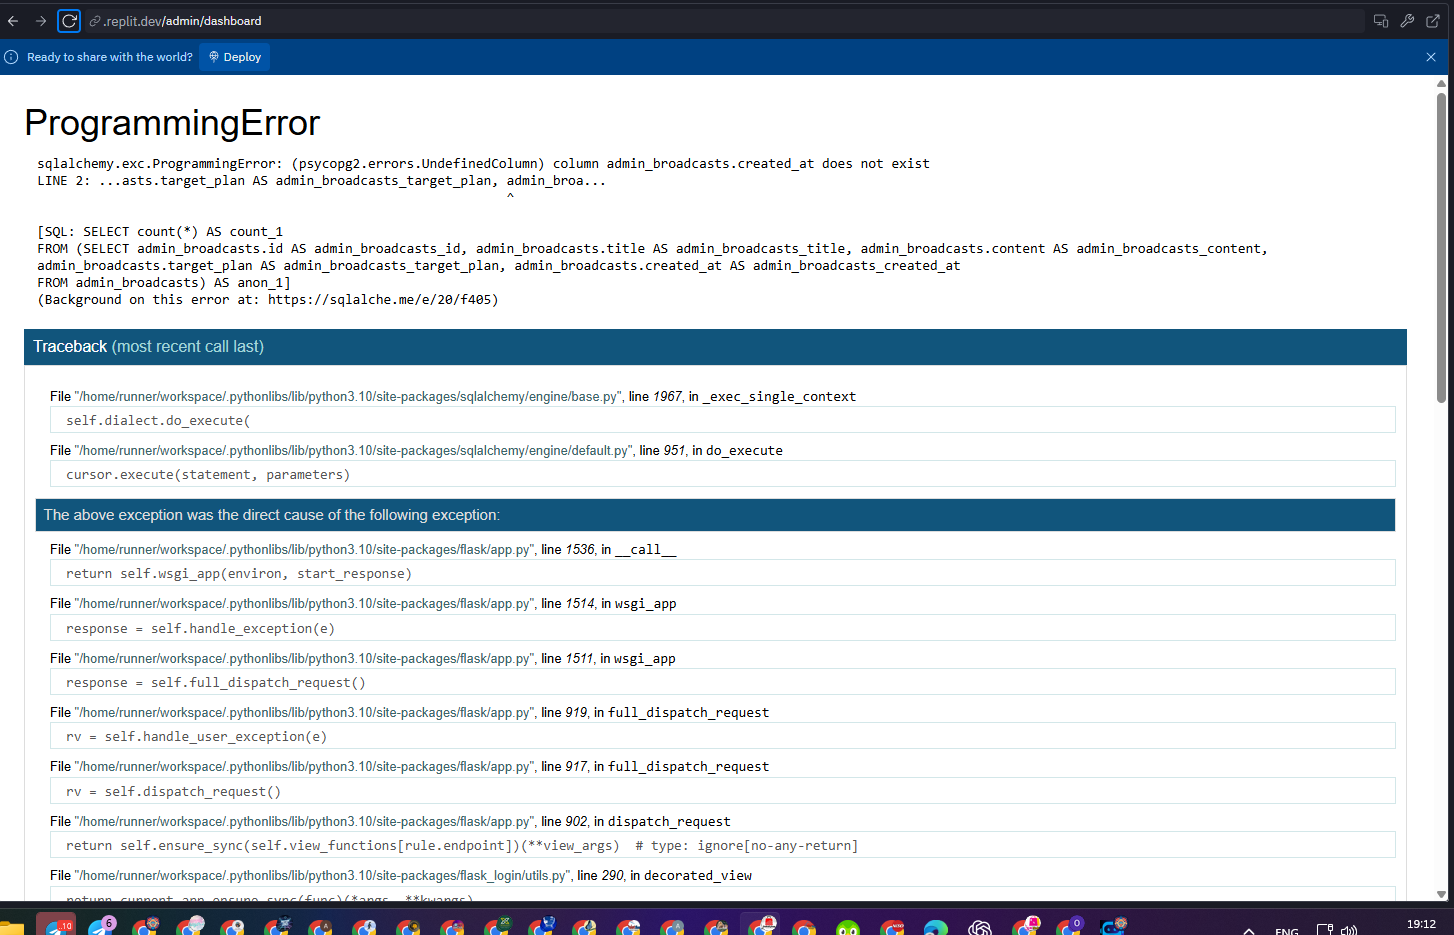 .replit.dev/admin/dashboard
Ready to share with the world? Deploy
ProgrammingError
sqlalchemy.exc.ProgrammingError: (psycopg2.errors.UndefinedColumn) column admin_broadcasts.created_at does not exist
LINE 2: ...asts.target_plan AS admin_broadcasts_target_plan, admin_broa...
^
[SQL: SELECT count(*) AS count_1
FROM (SELECT admin_broadcasts.id AS admin_broadcasts_id, admin_broadcasts.title AS admin_broadcasts_title, admin_broadcasts.content AS admin_broadcasts_content,
admin_broadcasts.target_plan AS admin_broadcasts_target_plan, admin_broadcasts.created_at AS admin_broadcasts_created_at
FROM admin_broadcasts) AS anon_1]
(Background on this error at: https://sqlalche.me/e/20/f405)
Traceback (most recent call last)
File "/home/runner/workspace/.pythonlibs/lib/python3.10/site-packages/sqlalchemy/engine/base.py", line 1967, in _exec_single_context
self.dialect.do_execute(
File "/home/runner/workspace/.pythonlibs/lib/python3.10/site-packages/sqlalchemy/engine/default.py", line 951, in do_execute
cursor.execute(statement, parameters)
The above exception was the direct cause of the following exception:
File "/home/runner/workspace/.pythonlibs/lib/python3.10/site-packages/flask/app.py", line 1536, in __call__
return self.wsgi_app(environ, start_response)
File "/home/runner/workspace/.pythonlibs/lib/python3.10/site-packages/flask/app.py", line 1514, in wsgi_app
response = self.handle_exception(e)
File "/home/runner/workspace/.pythonlibs/lib/python3.10/site-packages/flask/app.py", line 1511, in wsgi_app
response = self.full_dispatch_request()
File "/home/runner/workspace/.pythonlibs/lib/python3.10/site-packages/flask/app.py", line 919, in full_dispatch_request
rv = self.handle_user_exception(e)
File "/home/runner/workspace/.pythonlibs/lib/python3.10/site-packages/flask/app.py", line 917, in full_dispatch_request
rv = self.dispatch_request()
File "/home/runner/workspace/.pythonlibs/lib/python3.10/site-packages/flask/app.py", line 902, in dispatch_request
return self.ensure_sync(self.view_functions[rule.endpoint])(**view_args)  # type: ignore[no-any-return]
File "/home/runner/workspace/.pythonlibs/lib/python3.10/site-packages/flask_login/utils.py", line 290, in decorated_view
return current_app.ensure_sync(func)(*args, **kwargs)
10 6 0 ENG 19:12